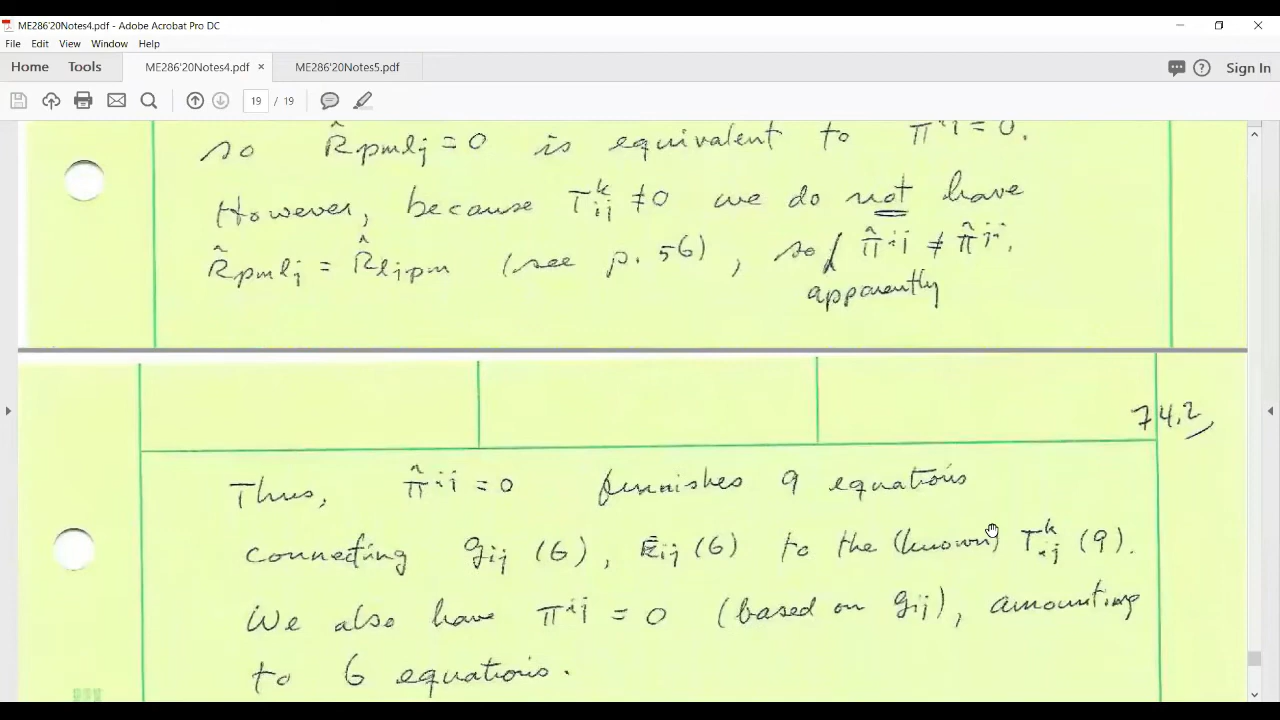 ME286'20Notes4.pdf - Adobe Acrobat Pro DC
File Edit View Window Help
Home Tools ME286'20Notes4.pdf × ME286'20Notes5.pdf Sign In
19 / 19
so R̂pmlj = 0 is equivalent to π̂^ij = 0.
However, because T^k_ij ≠ 0 we do not have
R̂pmlj = R̂ljpm (see p. 56), so / π̂^ij ≠ π̂^ji.
apparently
74.2
Thus, π̂^ij = 0 furnishes 9 equations
connecting gij (6), Ēij (6) to the (known) T^k_ij (9).
We also have π^ij = 0 (based on gij), amounting
to 6 equations.